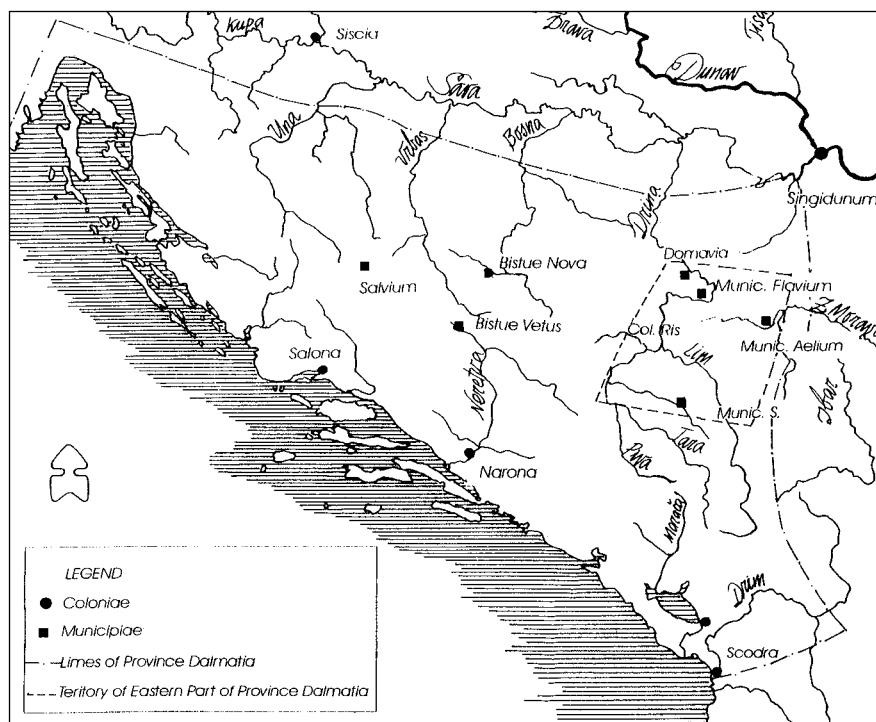 Kupa
Siscia
Drava
Tisa
Dunav
Sava
Una
Vrbas
Bosna
Drina
Singidunum
Domavia
Bistue Nova
Salvium
Munic. Flavium
Z. Morava
Bistue Vetus
Col. Ris
Munic. Aelium
Lim
Salona
Neretva
Ibar
Munic. S.
Tara
Piva
Narona
Morača
Drim
Scodra
LEGEND
Coloniae
Municipiae
Limes of Province Dalmatia
Teritory of Eastern Part of Province Dalmatia